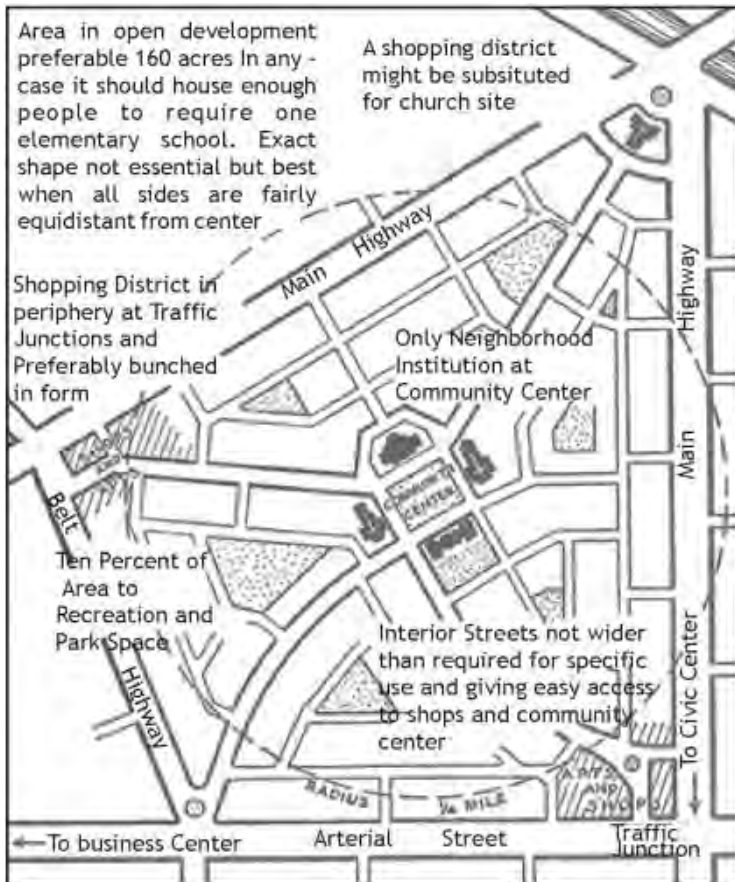 Area in open development
preferable 160 acres In any -
case it should house enough
people to require one
elementary school. Exact
shape not essential but best
when all sides are fairly
equidistant from center
A shopping district
might be subsituted
for church site
Main Highway
Shopping District in
periphery at Traffic
Junctions and
Preferably bunched
in form
Only Neighborhood
Institution at
Community Center
Main Highway
AND
COMMUNITY
CENTER
Belt
Highway
Ten Percent of
Area to
Recreation and
Park Space
Interior Streets not wider
than required for specific
use and giving easy access
to shops and community
center
To Civic Center
RADIUS ¼ MILE
APTS
AND
SHOPS
To business Center
Arterial Street
Traffic
Junction